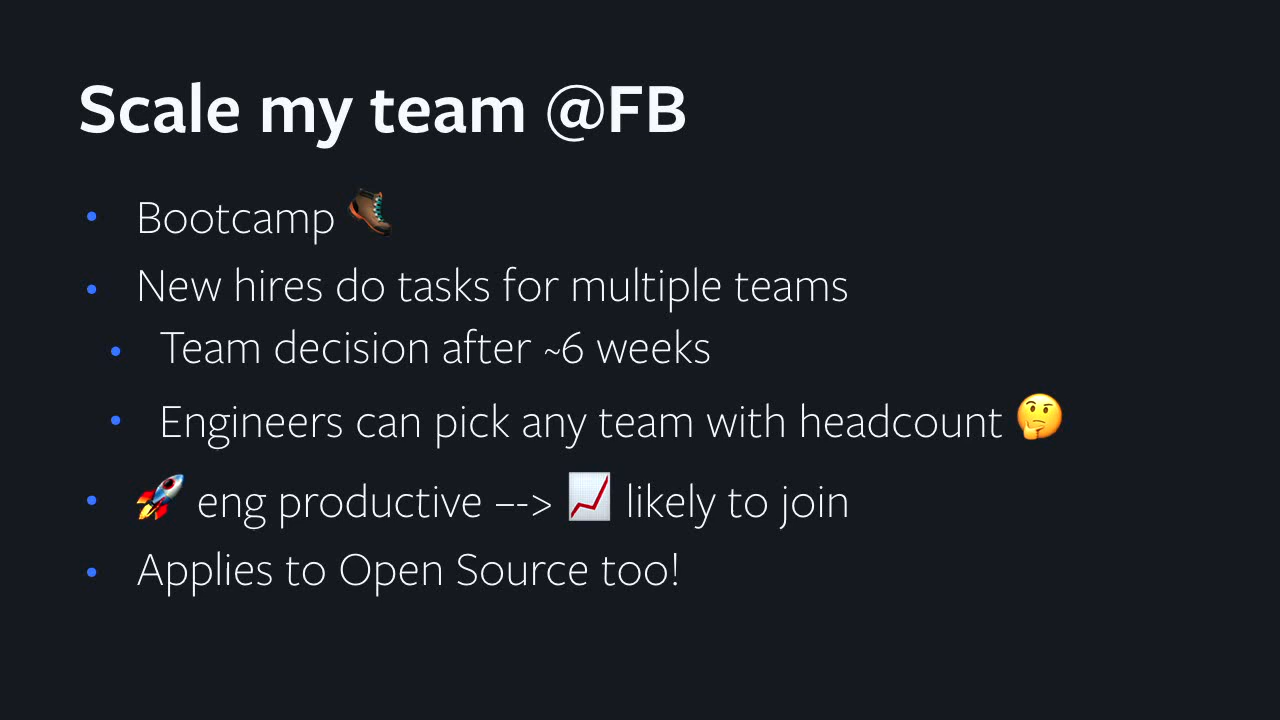 Scale my team @FB
• Bootcamp 🥾
• New hires do tasks for multiple teams
• Team decision after ~6 weeks
• Engineers can pick any team with headcount 🤔
• 🚀 eng productive –-> 📈 likely to join
• Applies to Open Source too!